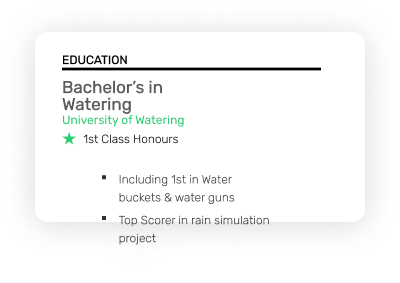 EDUCATION
Bachelor's in
Watering
University of Watering
1st Class Honours
Including 1st in Water
buckets & water guns
Top Scorer in rain simulation
project